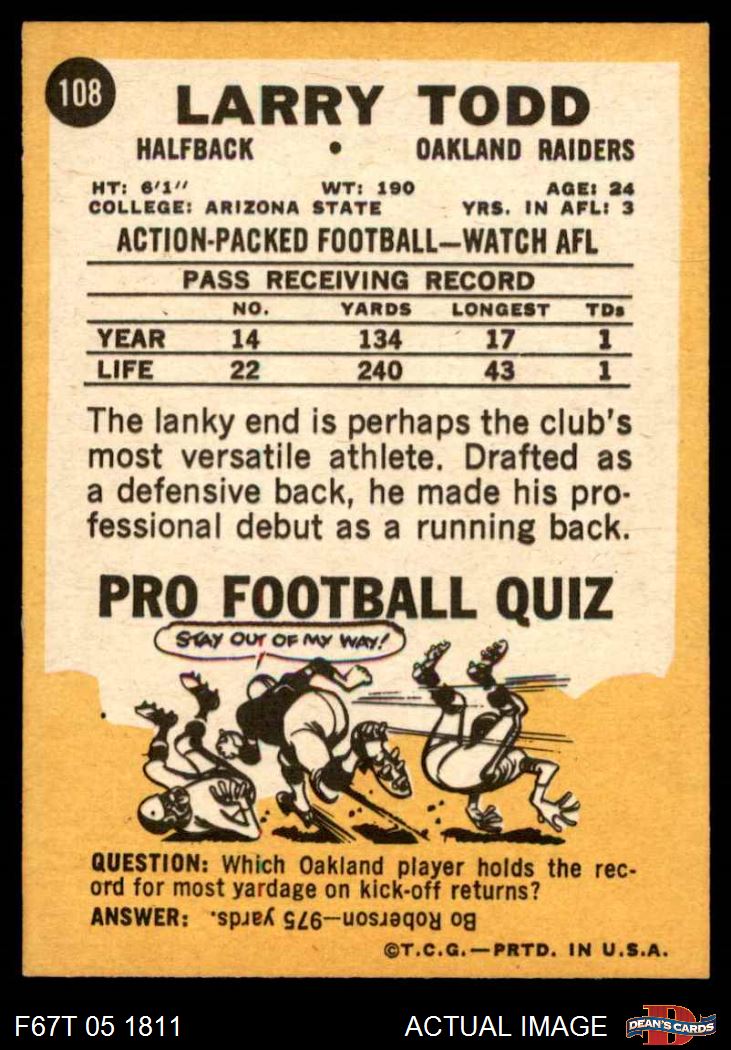 108
LARRY TODD
HALFBACK • OAKLAND RAIDERS
HT: 6'1" WT: 190 AGE: 24
COLLEGE: ARIZONA STATE YRS. IN AFL: 3
ACTION-PACKED FOOTBALL—WATCH AFL
PASS RECEIVING RECORD
NO. YARDS LONGEST TDs
YEAR 14 134 17 1
LIFE 22 240 43 1
The lanky end is perhaps the club's
most versatile athlete. Drafted as
a defensive back, he made his pro-
fessional debut as a running back.
PRO FOOTBALL QUIZ
STAY OUT OF MY WAY!
QUESTION: Which Oakland player holds the rec-
ord for most yardage on kick-off returns?
ANSWER: Bo Roberson—975 yards.
©T.C.G.—PRTD. IN U.S.A.
F67T 05 1811 ACTUAL IMAGE DEAN'S CARDS